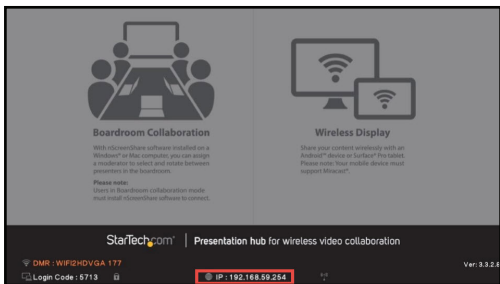 Boardroom Collaboration
With nScreenShare software installed on a
Windows® or Mac computer, you can assign
a moderator to select and rotate between
presenters in the boardroom.
Please note:
Users in Boardroom collaboration mode
must install nScreenShare software to connect.
Wireless Display
Share your content wirelessly with an
Android™ device or Surface® Pro tablet.
Please note: Your mobile device must
support Miracast®.
StarTech.com Presentation hub for wireless video collaboration
DMR : WIFI2HDVGA 177
Ver: 3.3.2.8
Login Code : 5713
IP : 192.168.59.254